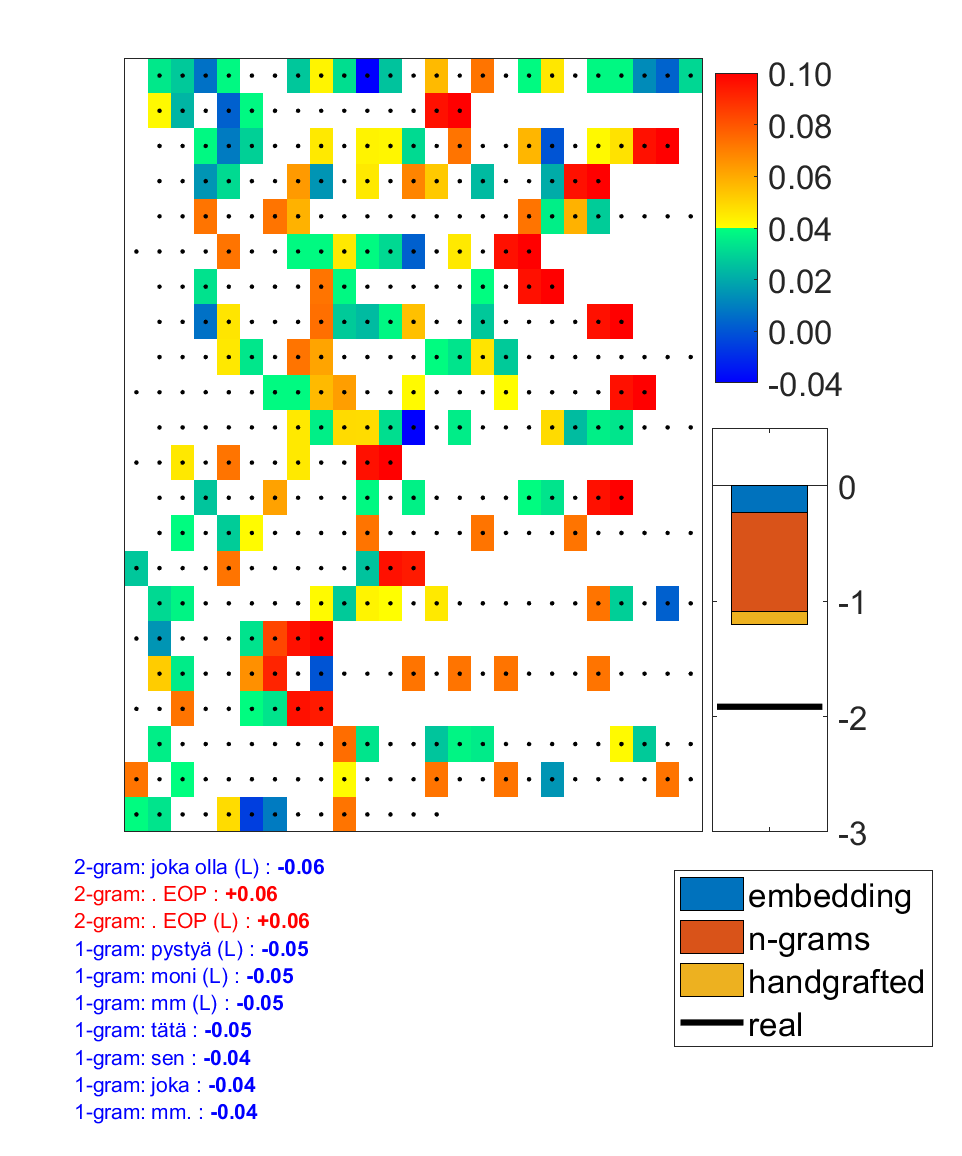 0.10
0.08
0.06
0.04
0.02
0.00
-0.04
0
-1
-2
-3
2-gram: joka olla (L) : -0.06
2-gram: . EOP : +0.06
2-gram: . EOP (L) : +0.06
1-gram: pystyä (L) : -0.05
1-gram: moni (L) : -0.05
1-gram: mm (L) : -0.05
1-gram: tätä : -0.05
1-gram: sen : -0.04
1-gram: joka : -0.04
1-gram: mm. : -0.04
embedding
n-grams
handgrafted
real